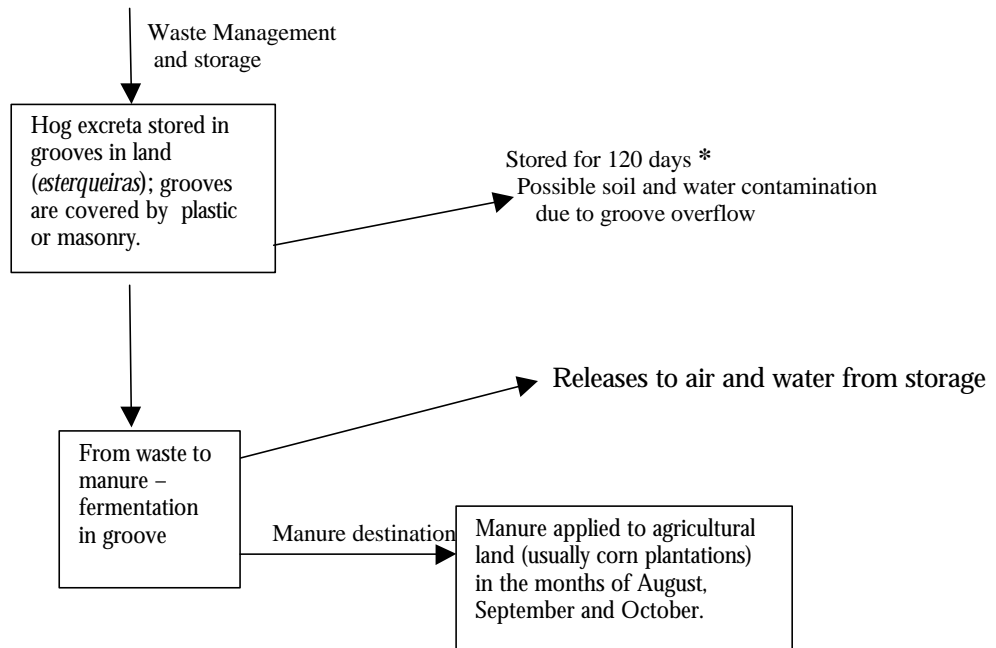 Waste Management
and storage
Hog excreta stored in
grooves in land
(esterqueiras); grooves
are covered by plastic
or masonry.
Stored for 120 days *
Possible soil and water contamination
due to groove overflow
Releases to air and water from storage
From waste to
manure –
fermentation
in groove
Manure destination
Manure applied to agricultural
land (usually corn plantations)
in the months of August,
September and October.